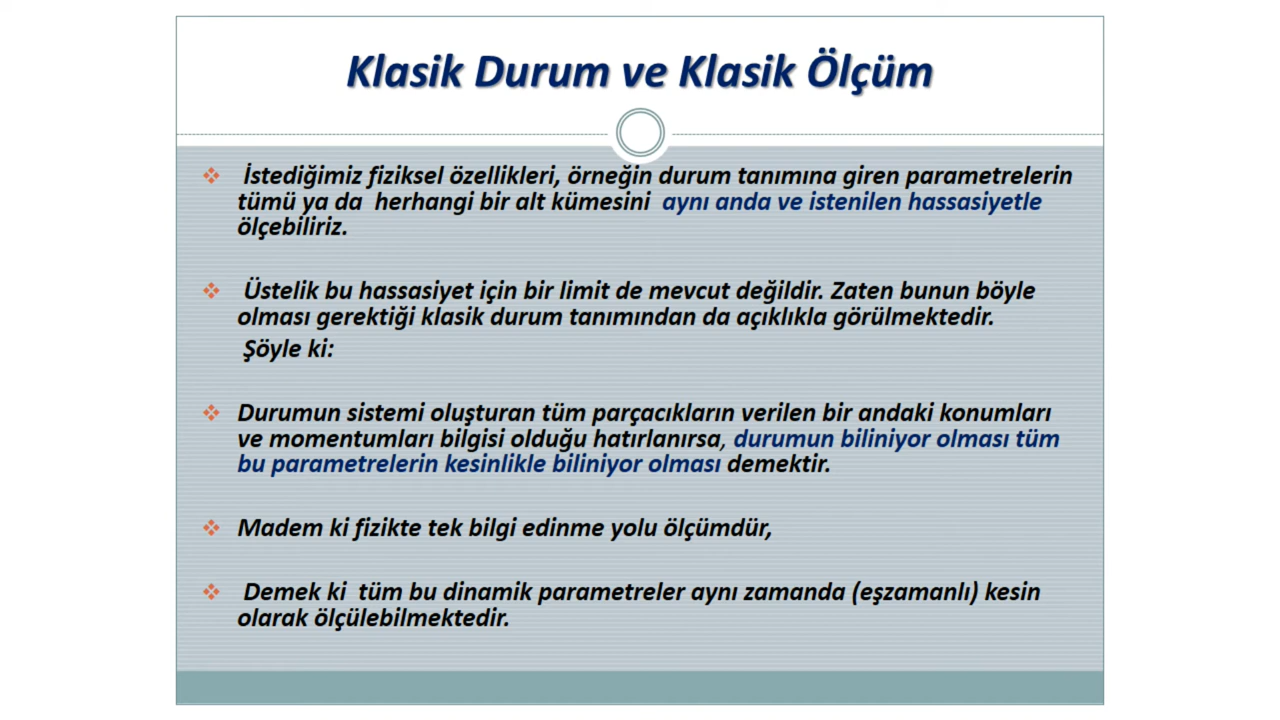 Klasik Durum ve Klasik Ölçüm
İstediğimiz fiziksel özellikleri, örneğin durum tanımına giren parametrelerin
tümü ya da herhangi bir alt kümesini aynı anda ve istenilen hassasiyetle
ölçebiliriz.
Üstelik bu hassasiyet için bir limit de mevcut değildir. Zaten bunun böyle
olması gerektiği klasik durum tanımından da açıklıkla görülmektedir.
Şöyle ki:
Durumun sistemi oluşturan tüm parçacıkların verilen bir andaki konumları
ve momentumları bilgisi olduğu hatırlanırsa, durumun biliniyor olması tüm
bu parametrelerin kesinlikle biliniyor olması demektir.
Madem ki fizikte tek bilgi edinme yolu ölçümdür,
Demek ki tüm bu dinamik parametreler aynı zamanda (eşzamanlı) kesin
olarak ölçülebilmektedir.